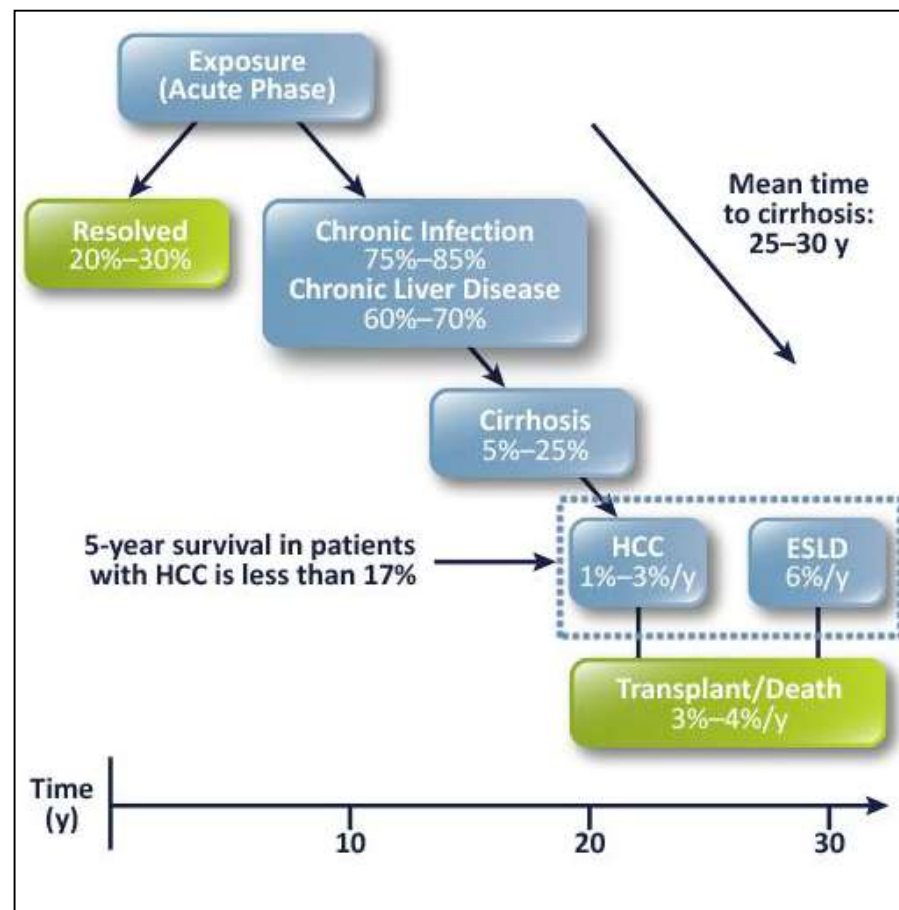 Exposure
(Acute Phase)
Resolved
20%–30%
Chronic Infection
75%–85%
Chronic Liver Disease
60%–70%
Mean time
to cirrhosis:
25–30 y
Cirrhosis
5%–25%
5-year survival in patients
with HCC is less than 17%
HCC
1%–3%/y
ESLD
6%/y
Transplant/Death
3%–4%/y
Time
(y)
10
20
30